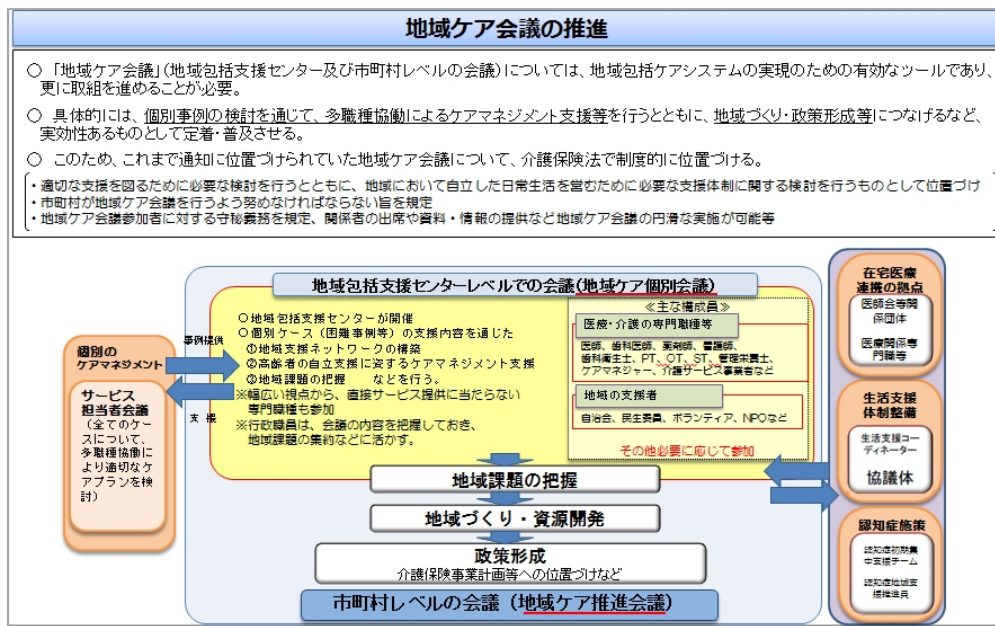 地域ケア会議の推進
○ 「地域ケア会議」(地域包括支援センター及び市町村レベルの会議)については、地域包括ケアシステムの実現のための有効なツールであり、
更に取組を進めることが必要。
○ 具体的には、個別事例の検討を通じて、多職種協働によるケアマネジメント支援等を行うとともに、地域づくり・政策形成等につなげるなど、
実効性あるものとして定着・普及させる。
○ このため、これまで通知に位置づけられていた地域ケア会議について、介護保険法で制度的に位置づける。
・適切な支援を図るために必要な検討を行うとともに、地域において自立した日常生活を営むために必要な支援体制に関する検討を行うものとして位置づけ
・市町村が地域ケア会議を行うよう努めなければならない旨を規定
・地域ケア会議参加者に対する守秘義務を規定、関係者の出席や資料・情報の提供など地域ケア会議の円滑な実施が可能等
地域包括支援センターレベルでの会議(地域ケア個別会議)
○地域包括支援センターが開催
○個別ケース(困難事例等)の支援内容を通じた
①地域支援ネットワークの構築
②高齢者の自立支援に資するケアマネジメント支援
③地域課題の把握 などを行う。
※幅広い視点から、直接サービス提供に当たらない
専門職種も参加
※行政職員は、会議の内容を把握しておき、
地域課題の集約などに活かす。
≪主な構成員≫
医療・介護の専門職種等
医師、歯科医師、薬剤師、看護師、
歯科衛生士、PT、OT、ST、管理栄養士、
ケアマネジャー、介護サービス事業者など
地域の支援者
自治会、民生委員、ボランティア、NPOなど
その他必要に応じて参加
事例提供
支援
個別の
ケアマネジメント
サービス
担当者会議
(全てのケー
スについて、
多職種協働に
より適切なケ
アプランを検
討)
地域課題の把握
地域づくり・資源開発
政策形成
介護保険事業計画等への位置づけなど
市町村レベルの会議(地域ケア推進会議)
在宅医療
連携の拠点
医師会等関
係団体
医療関係専
門職等
生活支援
体制整備
生活支援コー
ディネーター
協議体
認知症施策
認知症初期集
中支援チーム
認知症地域支
援推進員